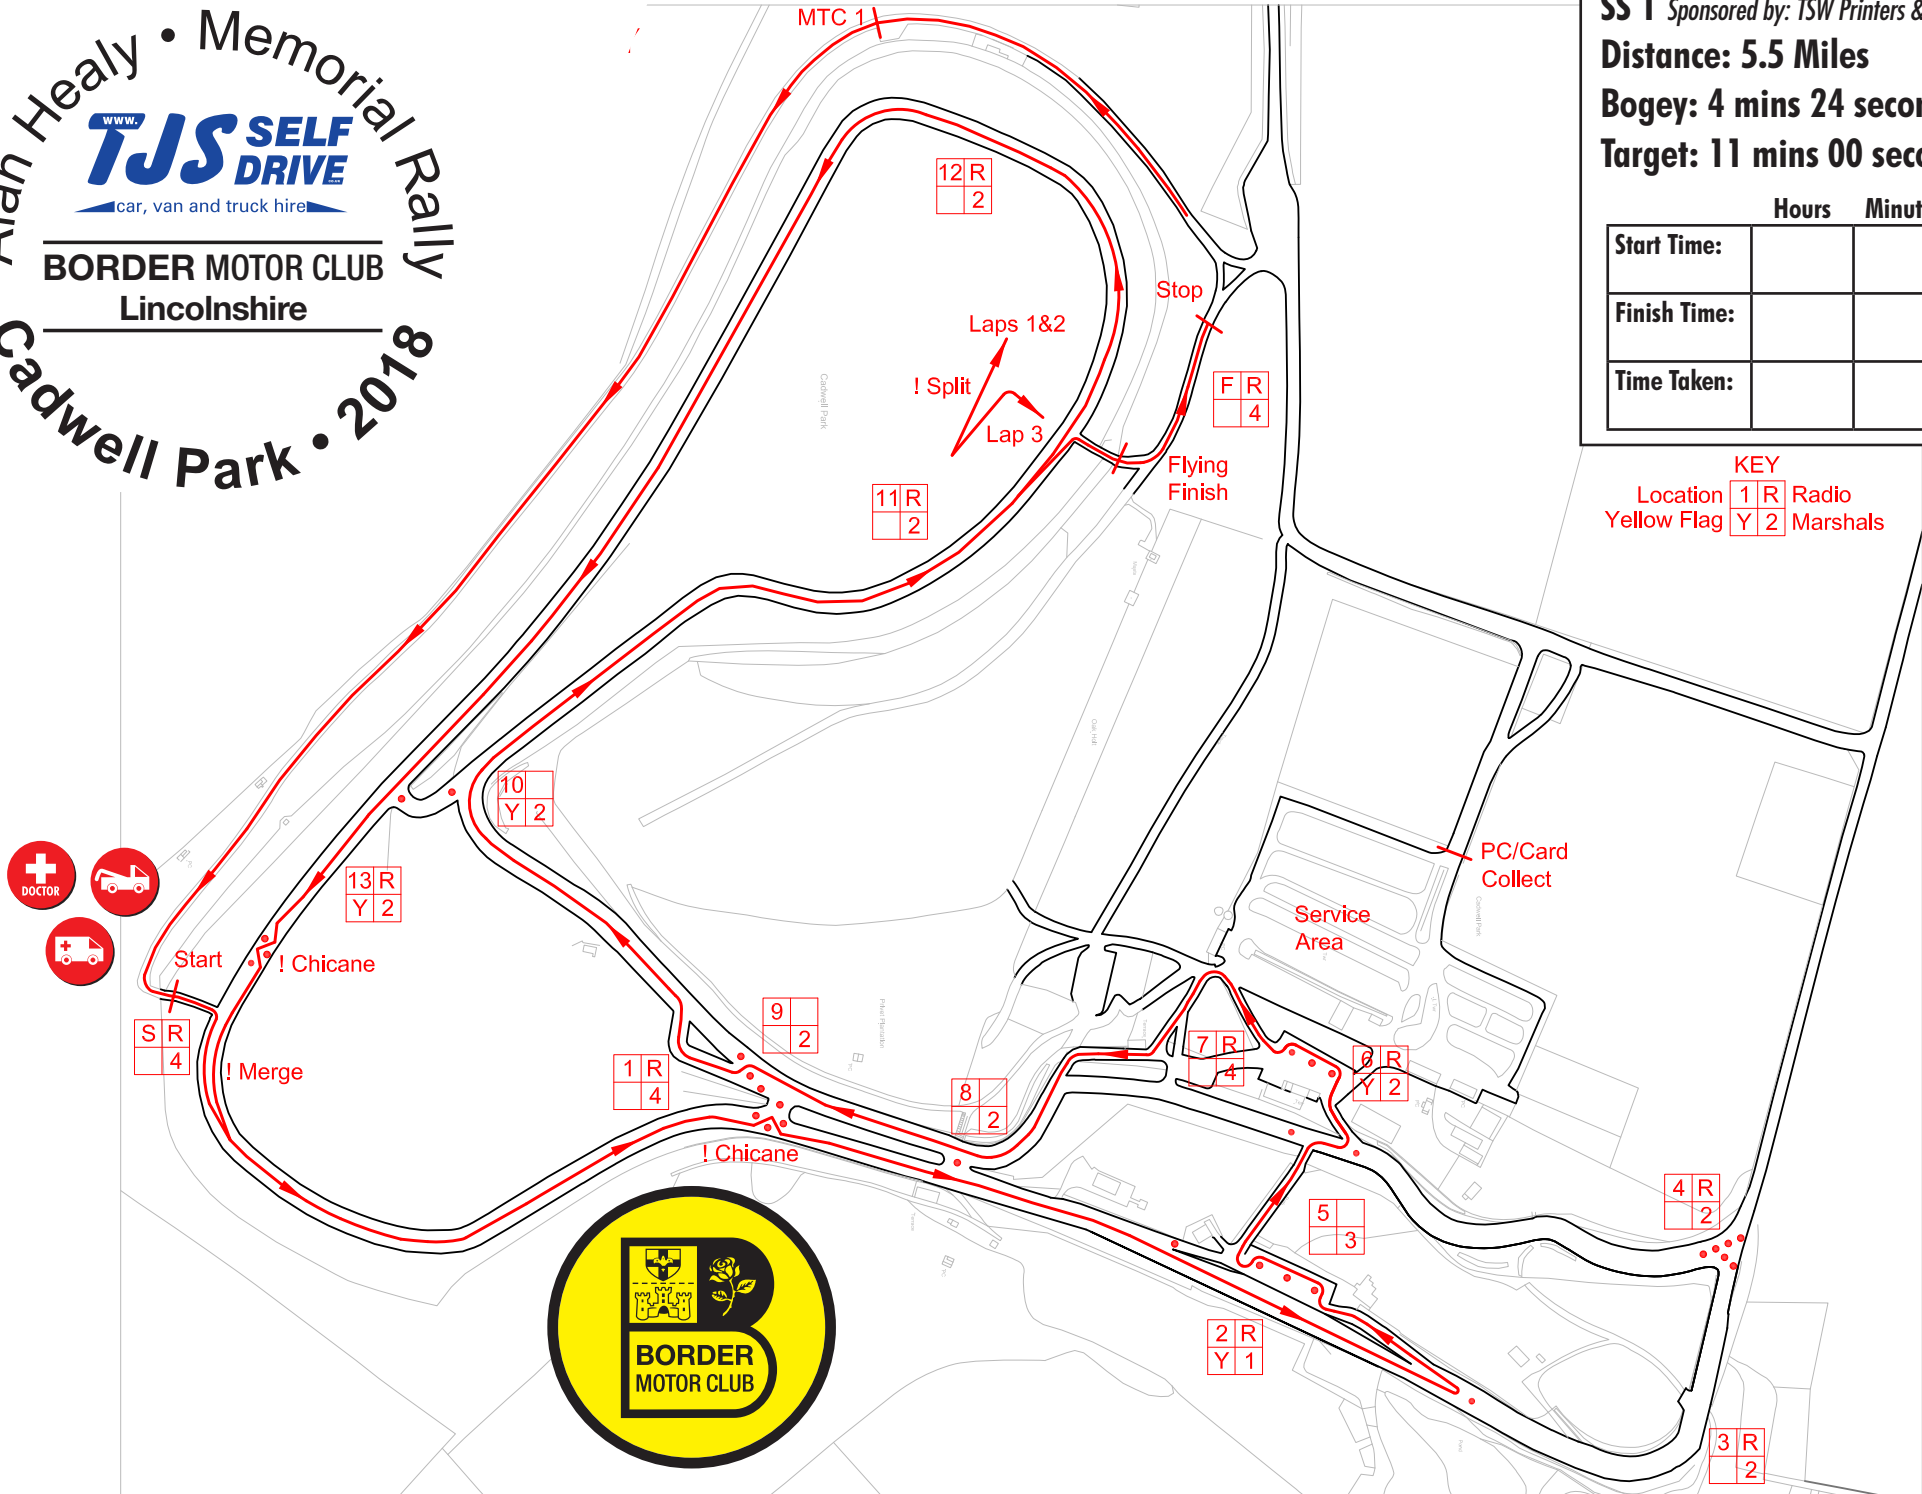 Alan Healy • Memorial Rally
www.
TJS SELF DRIVE
car, van and truck hire
BORDER MOTOR CLUB
Lincolnshire
Cadwell Park • 2018
MTC 1
SS 1 Sponsored by: TSW Printers &
Distance: 5.5 Miles
Bogey: 4 mins 24
Target: 11 mins 00
Hours
Start Time:
Finish Time:
Time Taken:
KEY
Location 1 R Radio
Yellow Flag Y 2 Marshals
12 R
2
Stop
Laps 1&2
! Split
Lap 3
Cadwell Park
F R
4
Flying
Finish
11 R
2
10
Y 2
PC/Card
Collect
Service
Area
Cadwell Park
13 R
Y 2
DOCTOR
Start
! Chicane
S R
4
! Merge
9
2
1 R
4
8
2
7 R
4
6 R
Y 2
! Chicane
5
3
4 R
2
2 R
Y 1
3 R
2
BORDER
MOTOR CLUB